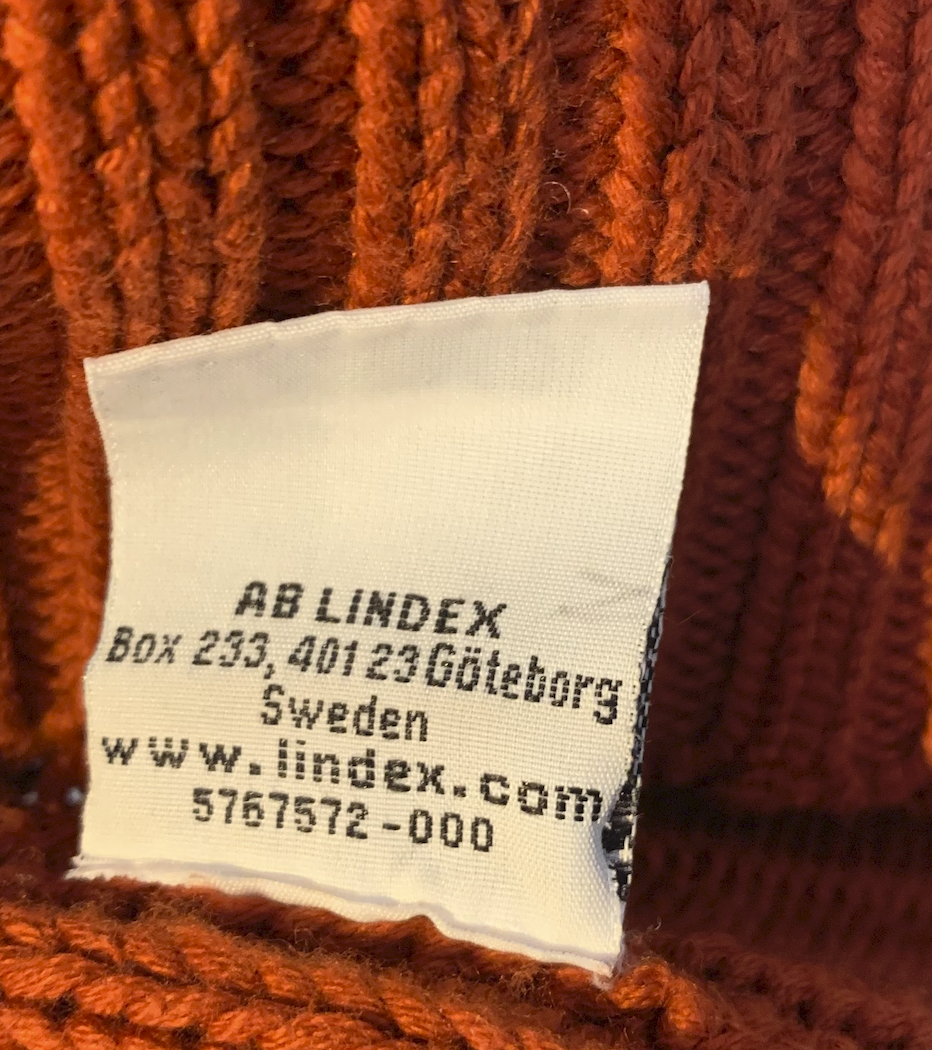 AB LINDEX
Box 233, 401 23 Göteborg
Sweden
www.lindex.com
5767572-000